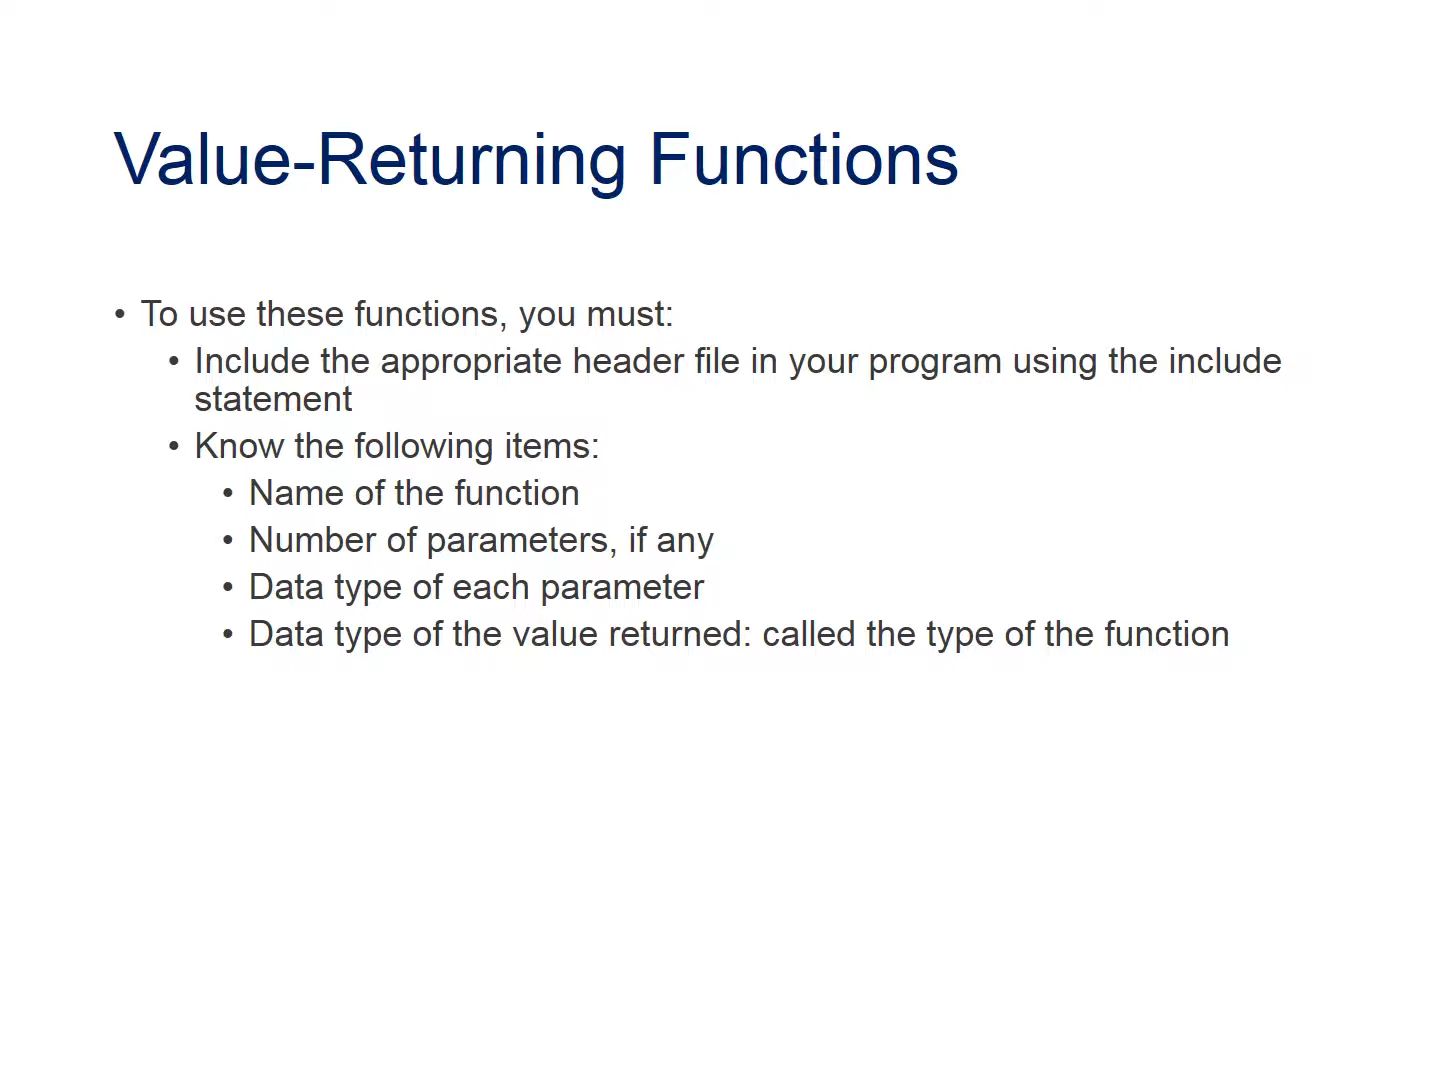 Value-Returning Functions
• To use these functions, you must:
• Include the appropriate header file in your program using the include
statement
• Know the following items:
• Name of the function
• Number of parameters, if any
• Data type of each parameter
• Data type of the value returned: called the type of the function